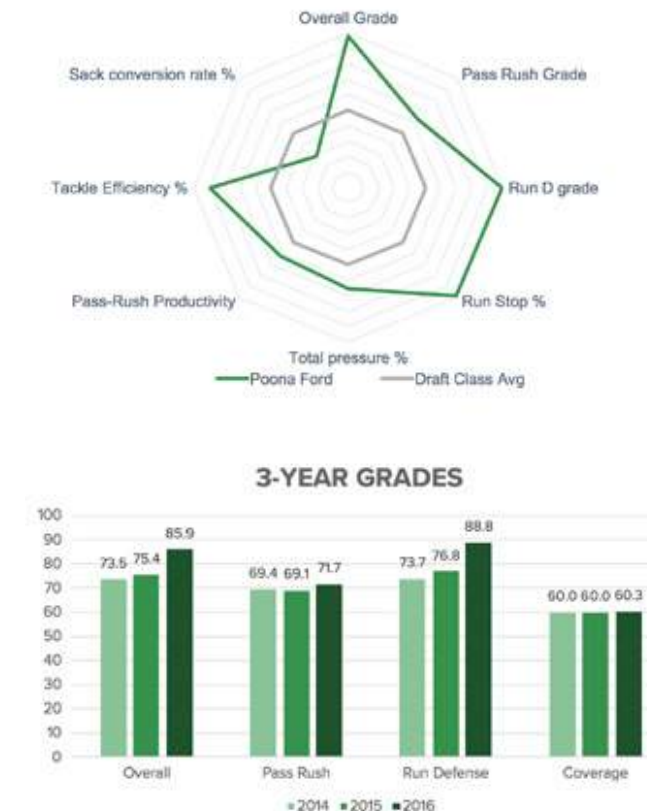 Overall Grade
Sack conversion rate %
Pass Rush Grade
Tackle Efficiency %
Run D grade
Pass-Rush Productivity
Run Stop %
Total pressure %
Poona Ford
Draft Class Avg
3-YEAR GRADES
100
90
80
70
60
50
40
30
20
10
0
73.5 75.4 85.9
69.4 69.1 71.7
73.7 76.8 88.8
60.0 60.0 60.3
Overall Pass Rush Run Defense Coverage
2014 2015 2016